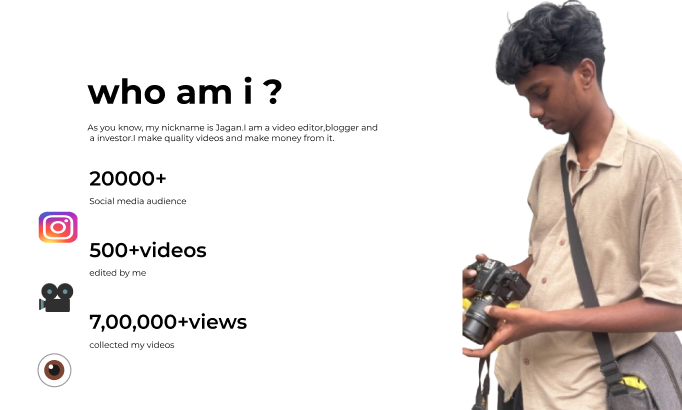 who am i ?
As you know, my nickname is Jagan.I am a video editor,blogger and
a investor.I make quality videos and make money from it.
20000+
Social media audience
500+videos
edited by me
7,00,000+views
collected my videos